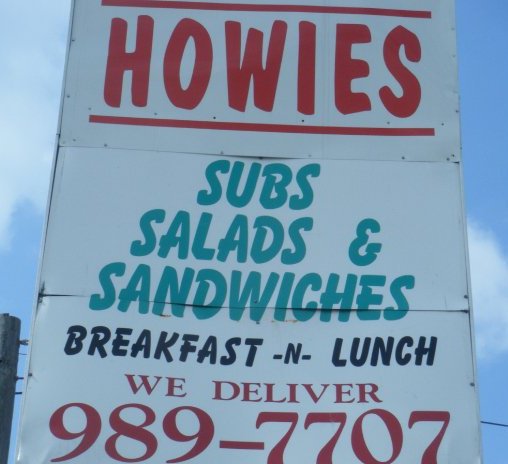 HOWIES
SUBS
SALADS &
SANDWICHES
BREAKFAST -N- LUNCH
WE DELIVER
989-7707